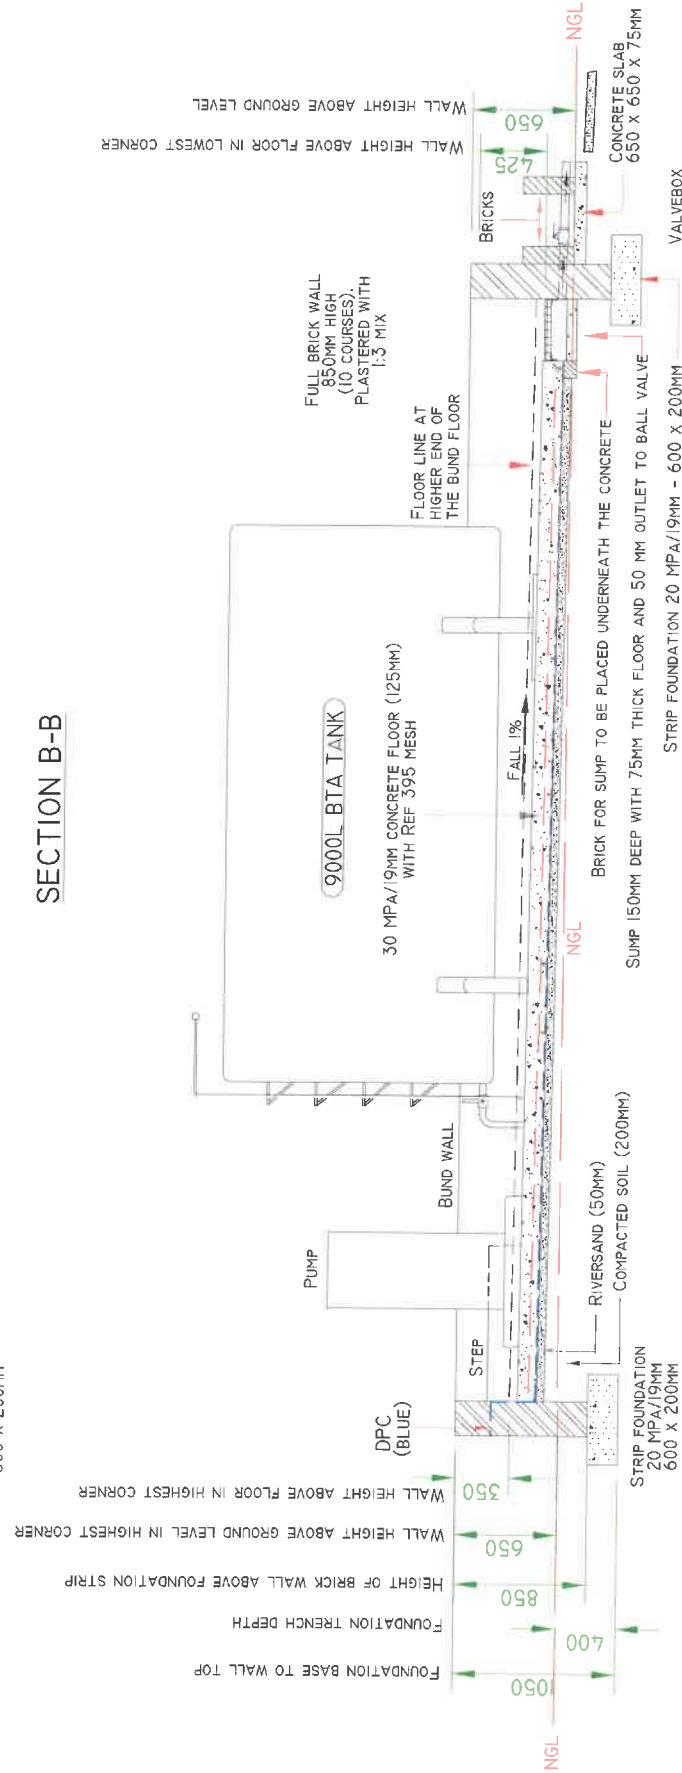 SECTION B-B
9000L BTA TANK
30 MPA/19MM CONCRETE FLOOR (125MM)
WITH REF 395 MESH
FULL BRICK WALL
850MM HIGH
(10 COURSES).
PLASTERED WITH
1:3 MIX
FLOOR LINE AT
HIGHER END OF
THE BUND FLOOR
FALL 1%
PUMP
BUND WALL
STEP
DPC
(BLUE)
BRICKS
WALL HEIGHT ABOVE GROUND LEVEL
650
WALL HEIGHT ABOVE FLOOR IN LOWEST CORNER
425
NGL
CONCRETE SLAB
650 X 650 X 75MM
VALVEBOX
BRICK FOR SUMP TO BE PLACED UNDERNEATH THE CONCRETE
SUMP 150MM DEEP WITH 75MM THICK FLOOR AND 50 MM OUTLET TO BALL VALVE
STRIP FOUNDATION 20 MPA/19MM - 600 X 200MM
NGL
RIVERSAND (50MM)
COMPACTED SOIL (200MM)
STRIP FOUNDATION
20 MPA/19MM
600 X 200MM
WALL HEIGHT ABOVE FLOOR IN HIGHEST CORNER
350
WALL HEIGHT ABOVE GROUND LEVEL IN HIGHEST CORNER
650
HEIGHT OF BRICK WALL ABOVE FOUNDATION STRIP
850
FOUNDATION TRENCH DEPTH
400
FOUNDATION BASE TO WALL TOP
1050
NGL